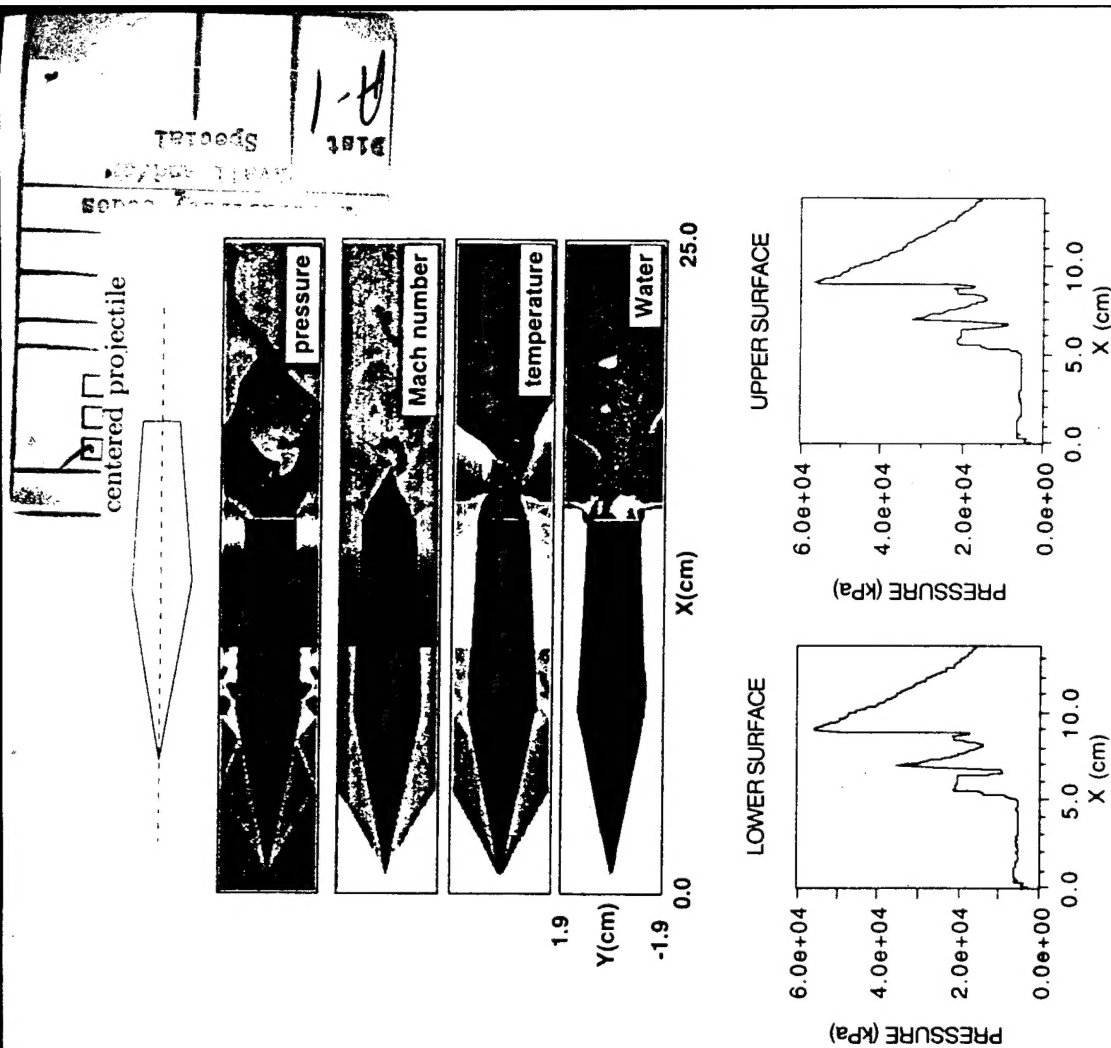 Dist
A-1
Special
centered projectile
pressure
Mach number
temperature
Water
1.9
Y(cm)
-1.9
0.0
25.0
X(cm)
LOWER SURFACE
PRESSURE (kPa)
6.0e+04
4.0e+04
2.0e+04
0.0e+00
0.0
5.0
10.0
X (cm)
UPPER SURFACE
PRESSURE (kPa)
6.0e+04
4.0e+04
2.0e+04
0.0e+00
0.0
5.0
10.0
X (cm)